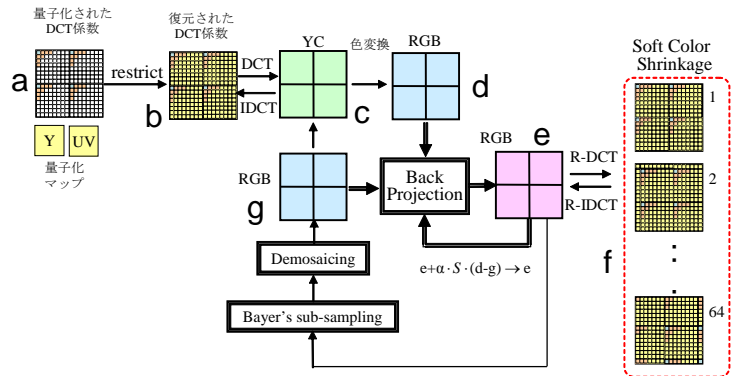 量子化された
DCT係数
復元された
DCT係数
YC
色変換
RGB
Soft Color
Shrinkage
a
restrict
b
DCT
IDCT
c
d
1
Y
UV
量子化
マップ
RGB
g
Back
Projection
RGB
e
R-DCT
R-IDCT
2
f
Demosaicing
e+α·S·(d-g)→e
Bayer's sub-sampling
64